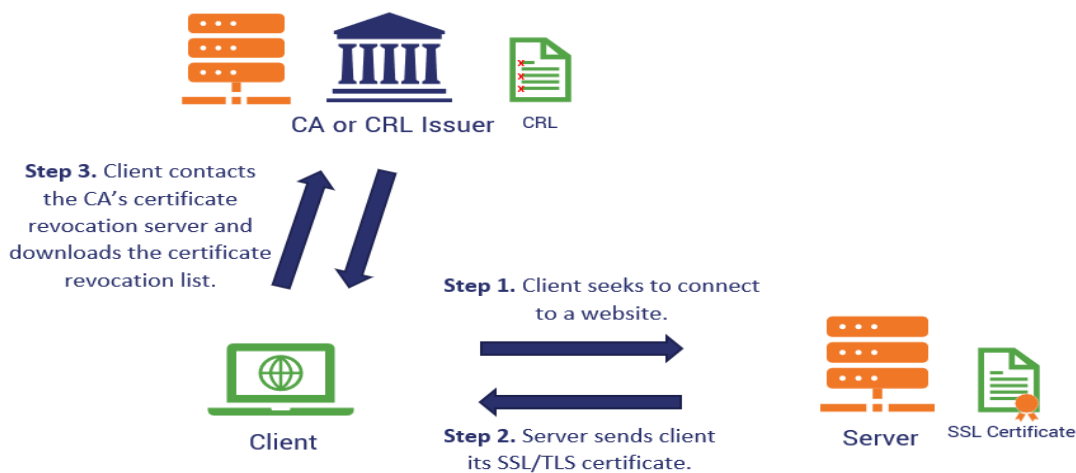 CA or CRL Issuer
CRL
Step 3. Client contacts
the CA’s certificate
revocation server and
downloads the certificate
revocation list.
Step 1. Client seeks to connect
to a website.
Client
Step 2. Server sends client
its SSL/TLS certificate.
Server
SSL Certificate